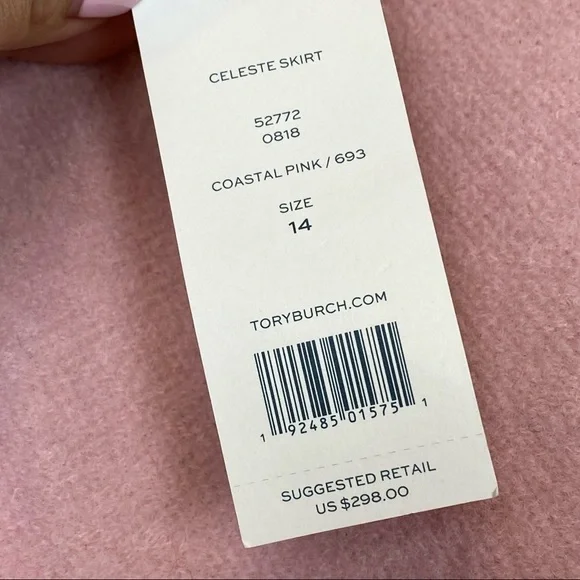 CELESTE SKIRT
52772
0818
COASTAL PINK / 693
SIZE
14
TORYBURCH.COM
1 92485 01575 1
SUGGESTED RETAIL
US $298.00